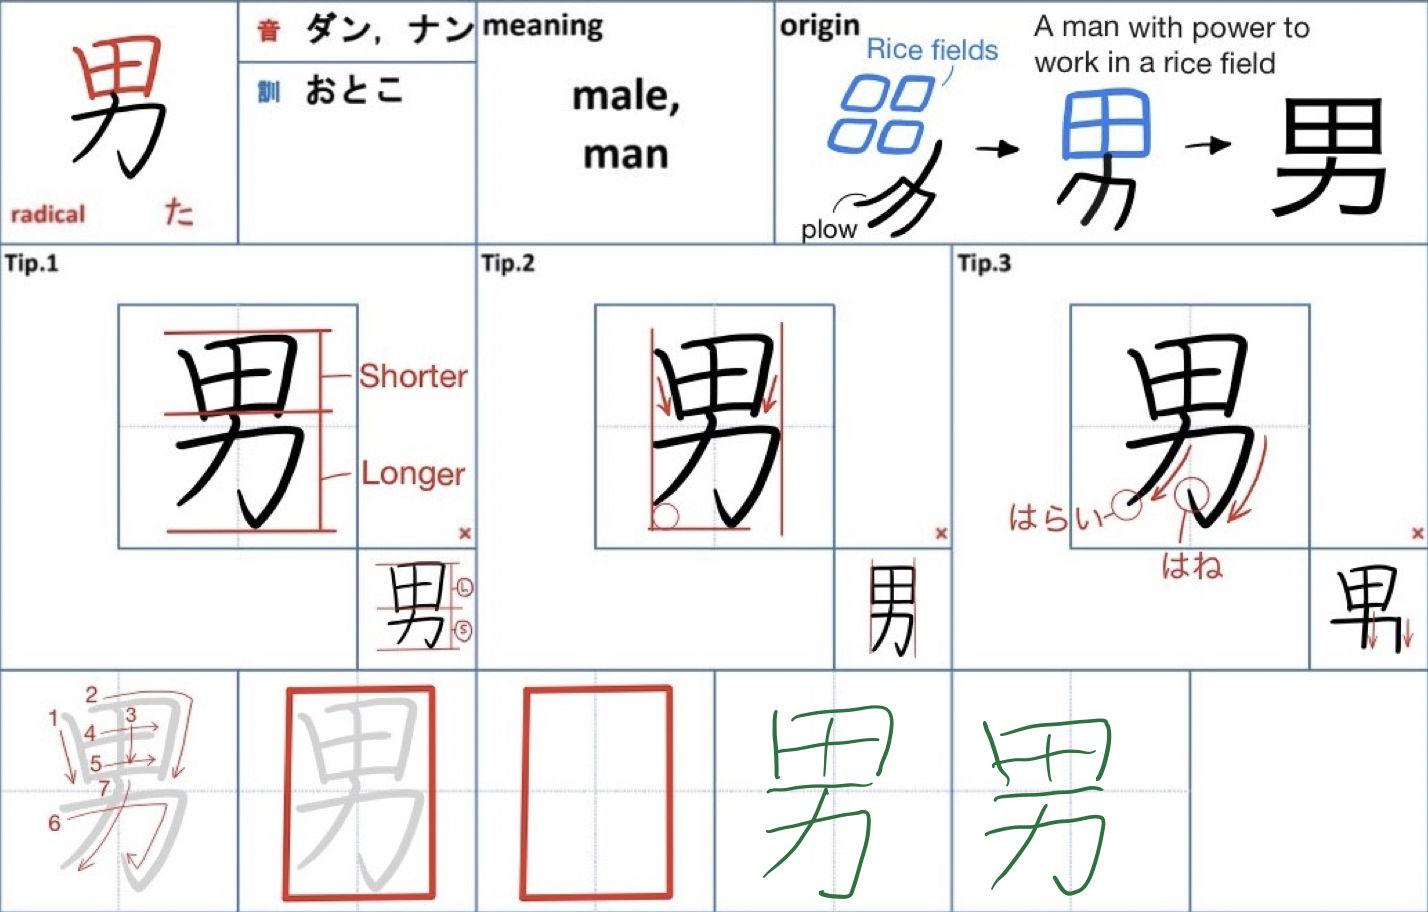 男
radical た
音 ダン，ナン
訓 おとこ
meaning
male,
man
origin
Rice fields
plow
A man with power to
work in a rice field
男
男
Tip.1
男
Shorter
Longer
×
男
L
S
Tip.2
男
×
男
Tip.3
男
はらい
はね
×
男
1
2
3
4
5
6
7
男
男
男
男